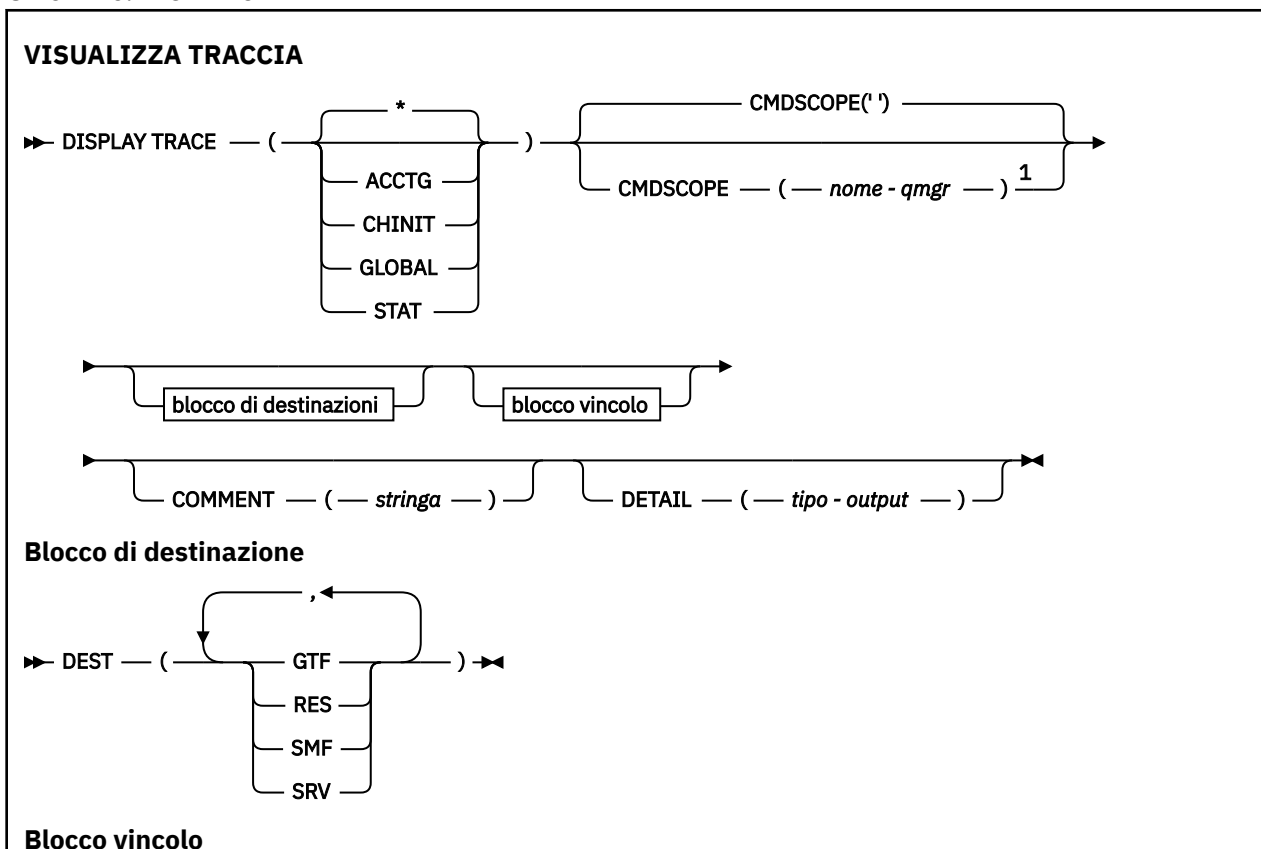 VISUALIZZA TRACCIA
*
CMDSCOPE(' ')
DISPLAY TRACE — ( — ) —
ACCTG
CHINIT
GLOBAL
STAT
CMDSCOPE — ( — nome - qmgr — ) 1
blocco di destinazioni
blocco vincolo
COMMENT — ( — stringa — )
DETAIL — ( — tipo - output — )
Blocco di destinazione
,
DEST — ( — GTF — )
RES
SMF
SRV
Blocco vincolo